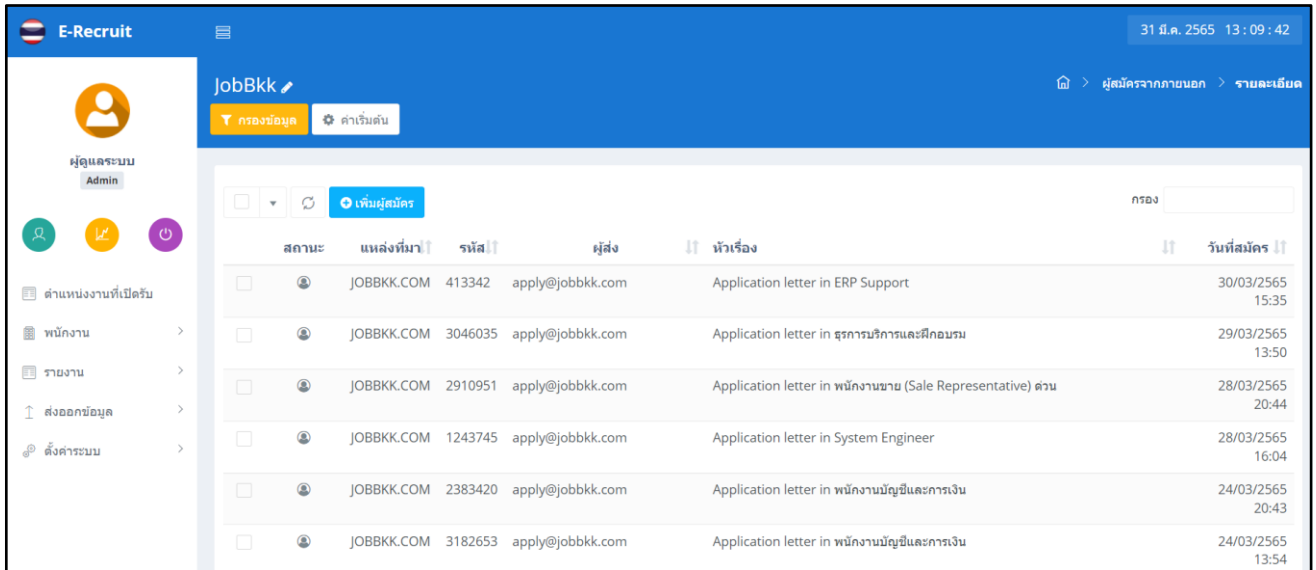 E-Recruit
31 มี.ค. 2565 13 : 09 : 42
JobBkk
ผู้สมัครจากภายนอก > รายละเอียด
กรองข้อมูล
ค่าเริ่มต้น
ผู้ดูแลระบบ
Admin
ตำแหน่งงานที่เปิดรับ
พนักงาน
รายงาน
ส่งออกข้อมูล
ตั้งค่าระบบ
เพิ่มผู้สมัคร
กรอง
สถานะ แหล่งที่มา รหัส ผู้ส่ง หัวเรื่อง วันที่สมัคร
JOBBKK.COM 413342 apply@jobbkk.com Application letter in ERP Support 30/03/2565
15:35
JOBBKK.COM 3046035 apply@jobbkk.com Application letter in ธุรการบริการและฝึกอบรม 29/03/2565
13:50
JOBBKK.COM 2910951 apply@jobbkk.com Application letter in พนักงานขาย (Sale Representative) ด่วน 28/03/2565
20:44
JOBBKK.COM 1243745 apply@jobbkk.com Application letter in System Engineer 28/03/2565
16:04
JOBBKK.COM 2383420 apply@jobbkk.com Application letter in พนักงานบัญชีและการเงิน 24/03/2565
20:43
JOBBKK.COM 3182653 apply@jobbkk.com Application letter in พนักงานบัญชีและการเงิน 24/03/2565
13:54